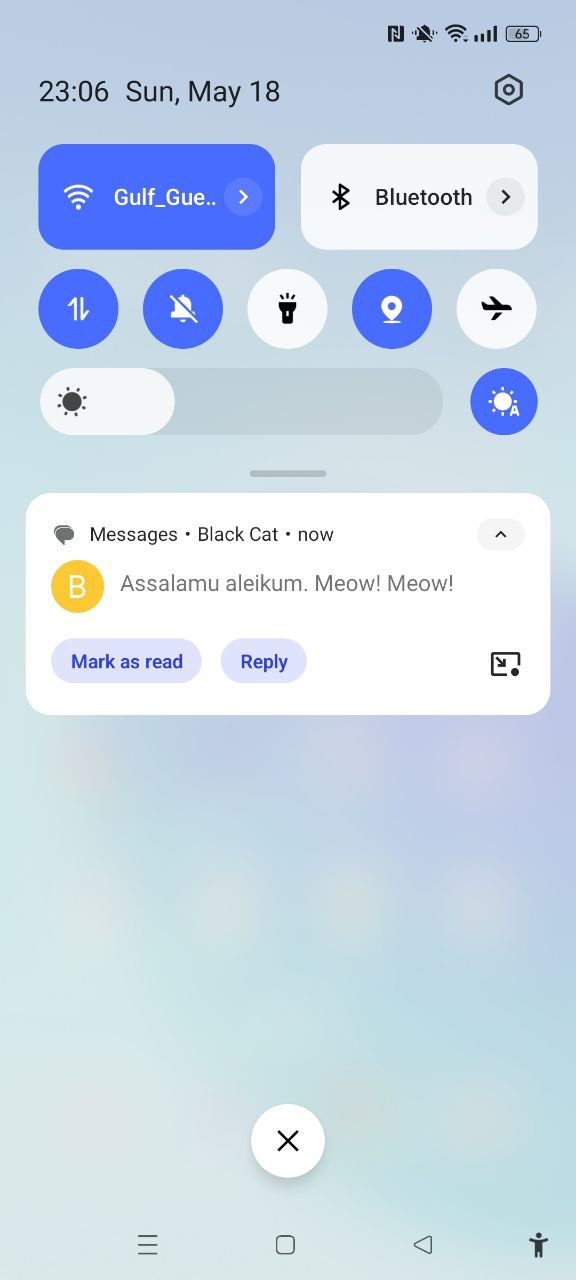 65
23:06 Sun, May 18
Gulf_Gue.. Bluetooth
A
Messages • Black Cat • now
B
Assalamu aleikum. Meow! Meow!
Mark as read Reply